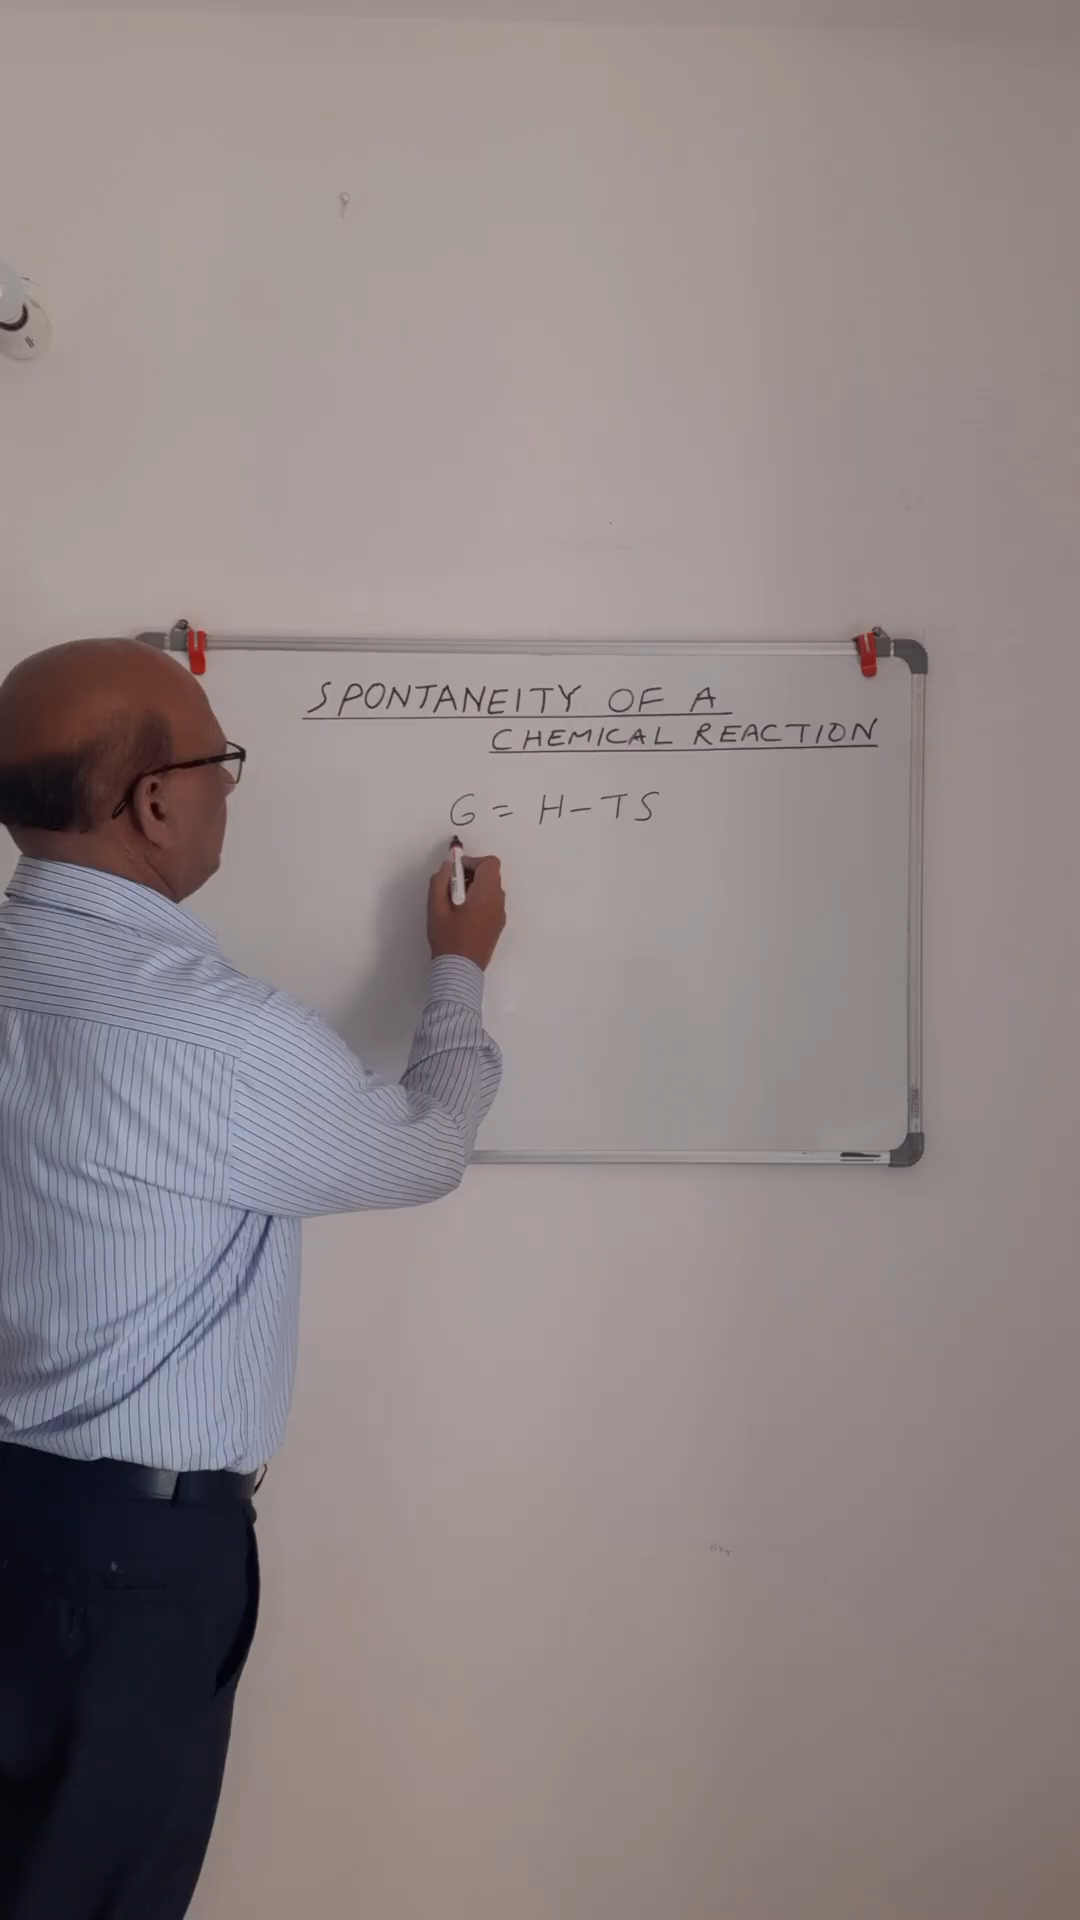 SPONTANEITY OF A
CHEMICAL REACTION
G = H - TS